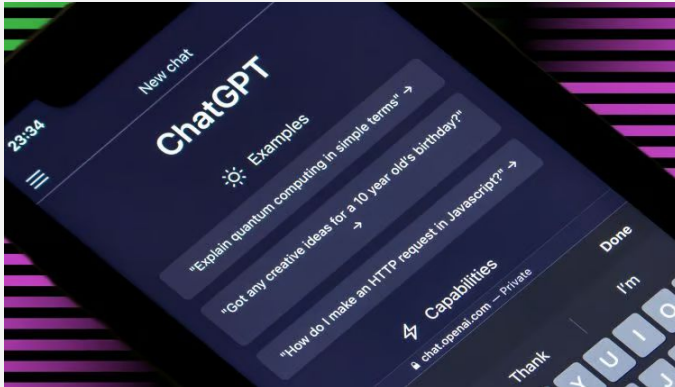 23:34
New chat
ChatGPT
Examples
"Explain quantum computing in simple terms" →
"Got any creative ideas for a 10 year old's birthday?"
→
"How do I make an HTTP request in Javascript?" →
Capabilities
chat.openai.com — Private
Done
Thank
I'm
Y U I O
J